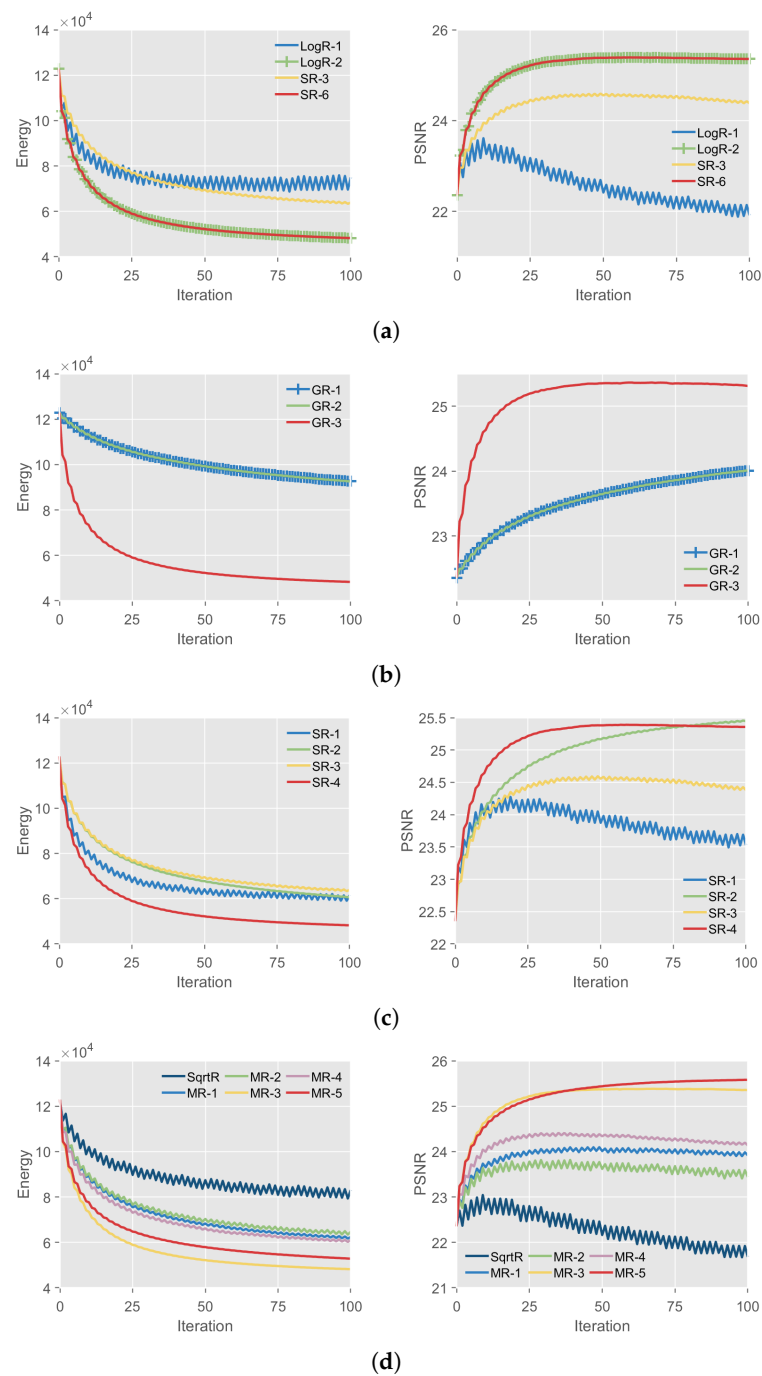 ×10⁴
14
12
10
8
6
4
0
25
50
75
100
Energy
Iteration
LogR-1
LogR-2
SR-3
SR-6
26
24
22
0
25
50
75
100
PSNR
Iteration
LogR-1
LogR-2
SR-3
SR-6
(a)
×10⁴
14
12
10
8
6
4
0
25
50
75
100
Energy
Iteration
GR-1
GR-2
GR-3
25
24
23
0
25
50
75
100
PSNR
Iteration
GR-1
GR-2
GR-3
(b)
×10⁴
14
12
10
8
6
4
0
25
50
75
100
Energy
Iteration
SR-1
SR-2
SR-3
SR-4
25.5
25
24.5
24
23.5
23
22.5
22
0
25
50
75
100
PSNR
Iteration
SR-1
SR-2
SR-3
SR-4
(c)
×10⁴
14
12
10
8
6
4
0
25
50
75
100
Energy
Iteration
SqrtR MR-2 MR-4
MR-1 MR-3 MR-5
26
25
24
23
22
21
0
25
50
75
100
PSNR
Iteration
SqrtR MR-2 MR-4
MR-1 MR-3 MR-5
(d)